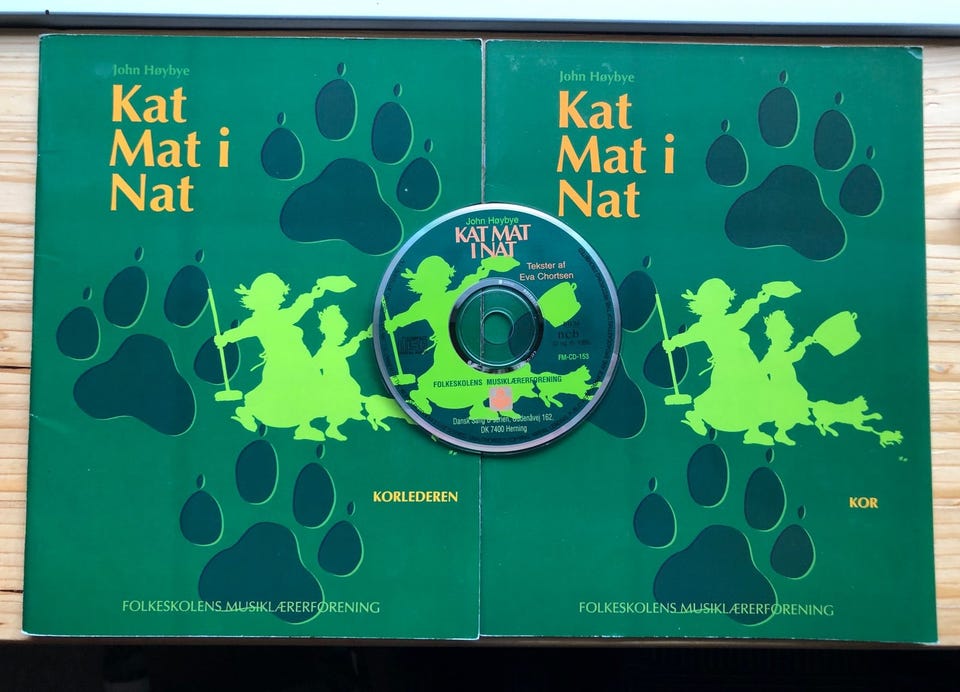 John Høybye
Kat
Mat i
Nat
KORLEDEREN
FOLKESKOLENS MUSIKLÆRERFORENING
John Høybye
KAT MAT
I NAT
Tekster af
Eva Chortsen
ncb
FM-CD-153
FOLKESKOLENS MUSIKLÆRERFORENING
DK 7400 Herning
John Høybye
Kat
Mat i
Nat
KOR
FOLKESKOLENS MUSIKLÆRERFORENING